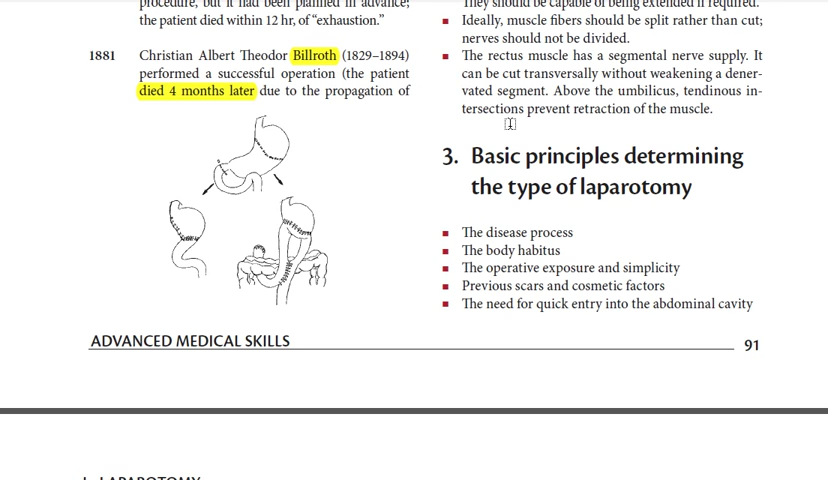 procedure, but it had been planned in advance;
the patient died within 12 hr, of “exhaustion.”
1881 Christian Albert Theodor Billroth (1829–1894)
performed a successful operation (the patient
died 4 months later due to the propagation of
They should be capable of being extended if required.
Ideally, muscle fibers should be split rather than cut;
nerves should not be divided.
The rectus muscle has a segmental nerve supply. It
can be cut transversally without weakening a dener-
vated segment. Above the umbilicus, tendinous in-
tersections prevent retraction of the muscle.
3. Basic principles determining
the type of laparotomy
The disease process
The body habitus
The operative exposure and simplicity
Previous scars and cosmetic factors
The need for quick entry into the abdominal cavity
ADVANCED MEDICAL SKILLS 91
I. LAPAROTOMY